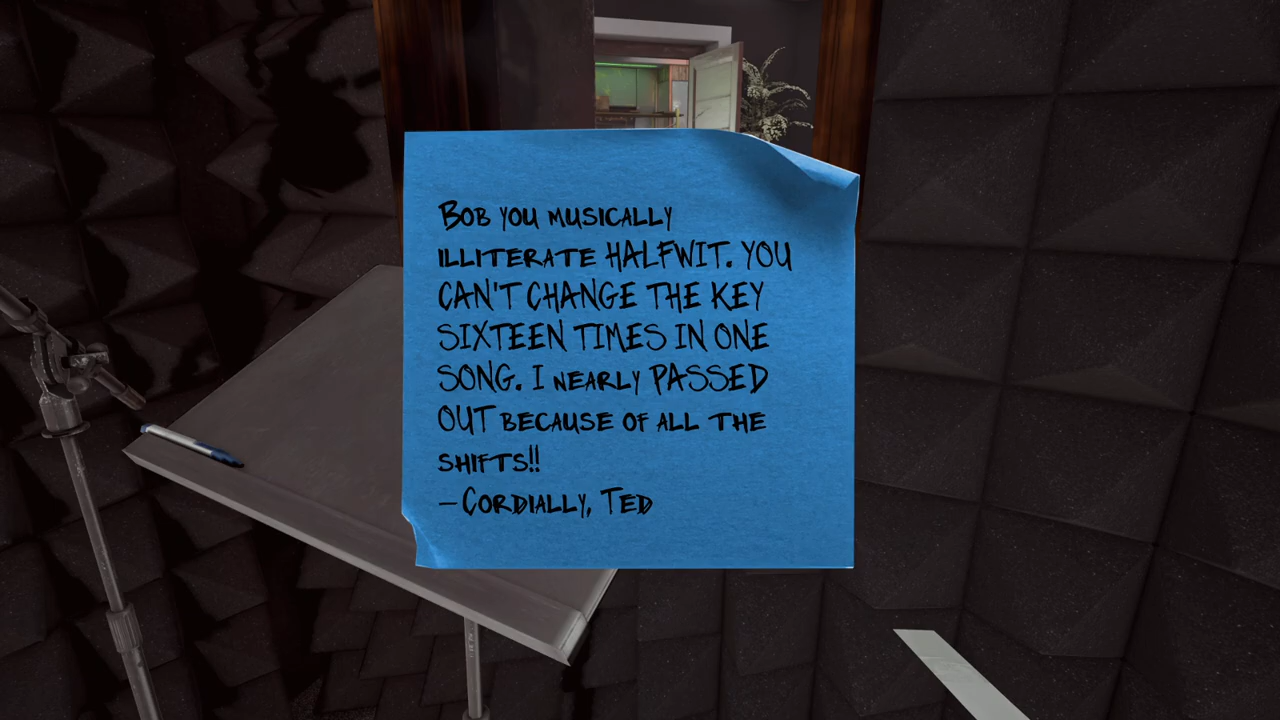 Bob you musically
illiterate HALFWIT. YOU
CAN'T CHANGE THE KEY
SIXTEEN TIMES IN ONE
SONG. I nearly PASSED
OUT because of all the
shifts!!
—Cordially, Ted